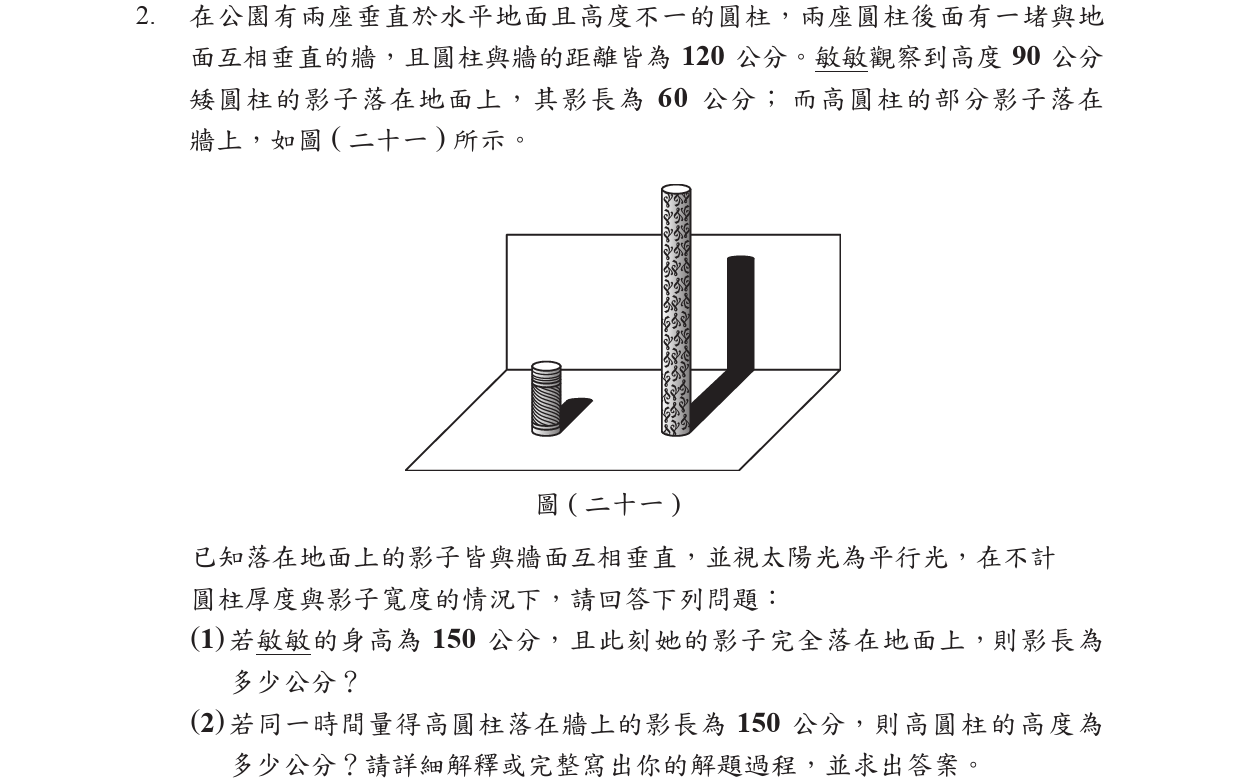 2. 在公園有兩座垂直於水平地面且高度不一的圓柱，兩座圓柱後面有一堵與地
面互相垂直的牆，且圓柱與牆的距離皆為 120 公分。敏敏觀察到高度 90 公分
矮圓柱的影子落在地面上，其影長為 60 公分；而高圓柱的部分影子落在
牆上，如圖(二十一)所示。
圖(二十一)
已知落在地面上的影子皆與牆面互相垂直，並視太陽光為平行光，在不計
圓柱厚度與影子寬度的情況下，請回答下列問題：
(1)若敏敏的身高為 150 公分，且此刻她的影子完全落在地面上，則影長為
多少公分？
(2)若同一時間量得高圓柱落在牆上的影長為 150 公分，則高圓柱的高度為
多少公分？請詳細解釋或完整寫出你的解題過程，並求出答案。